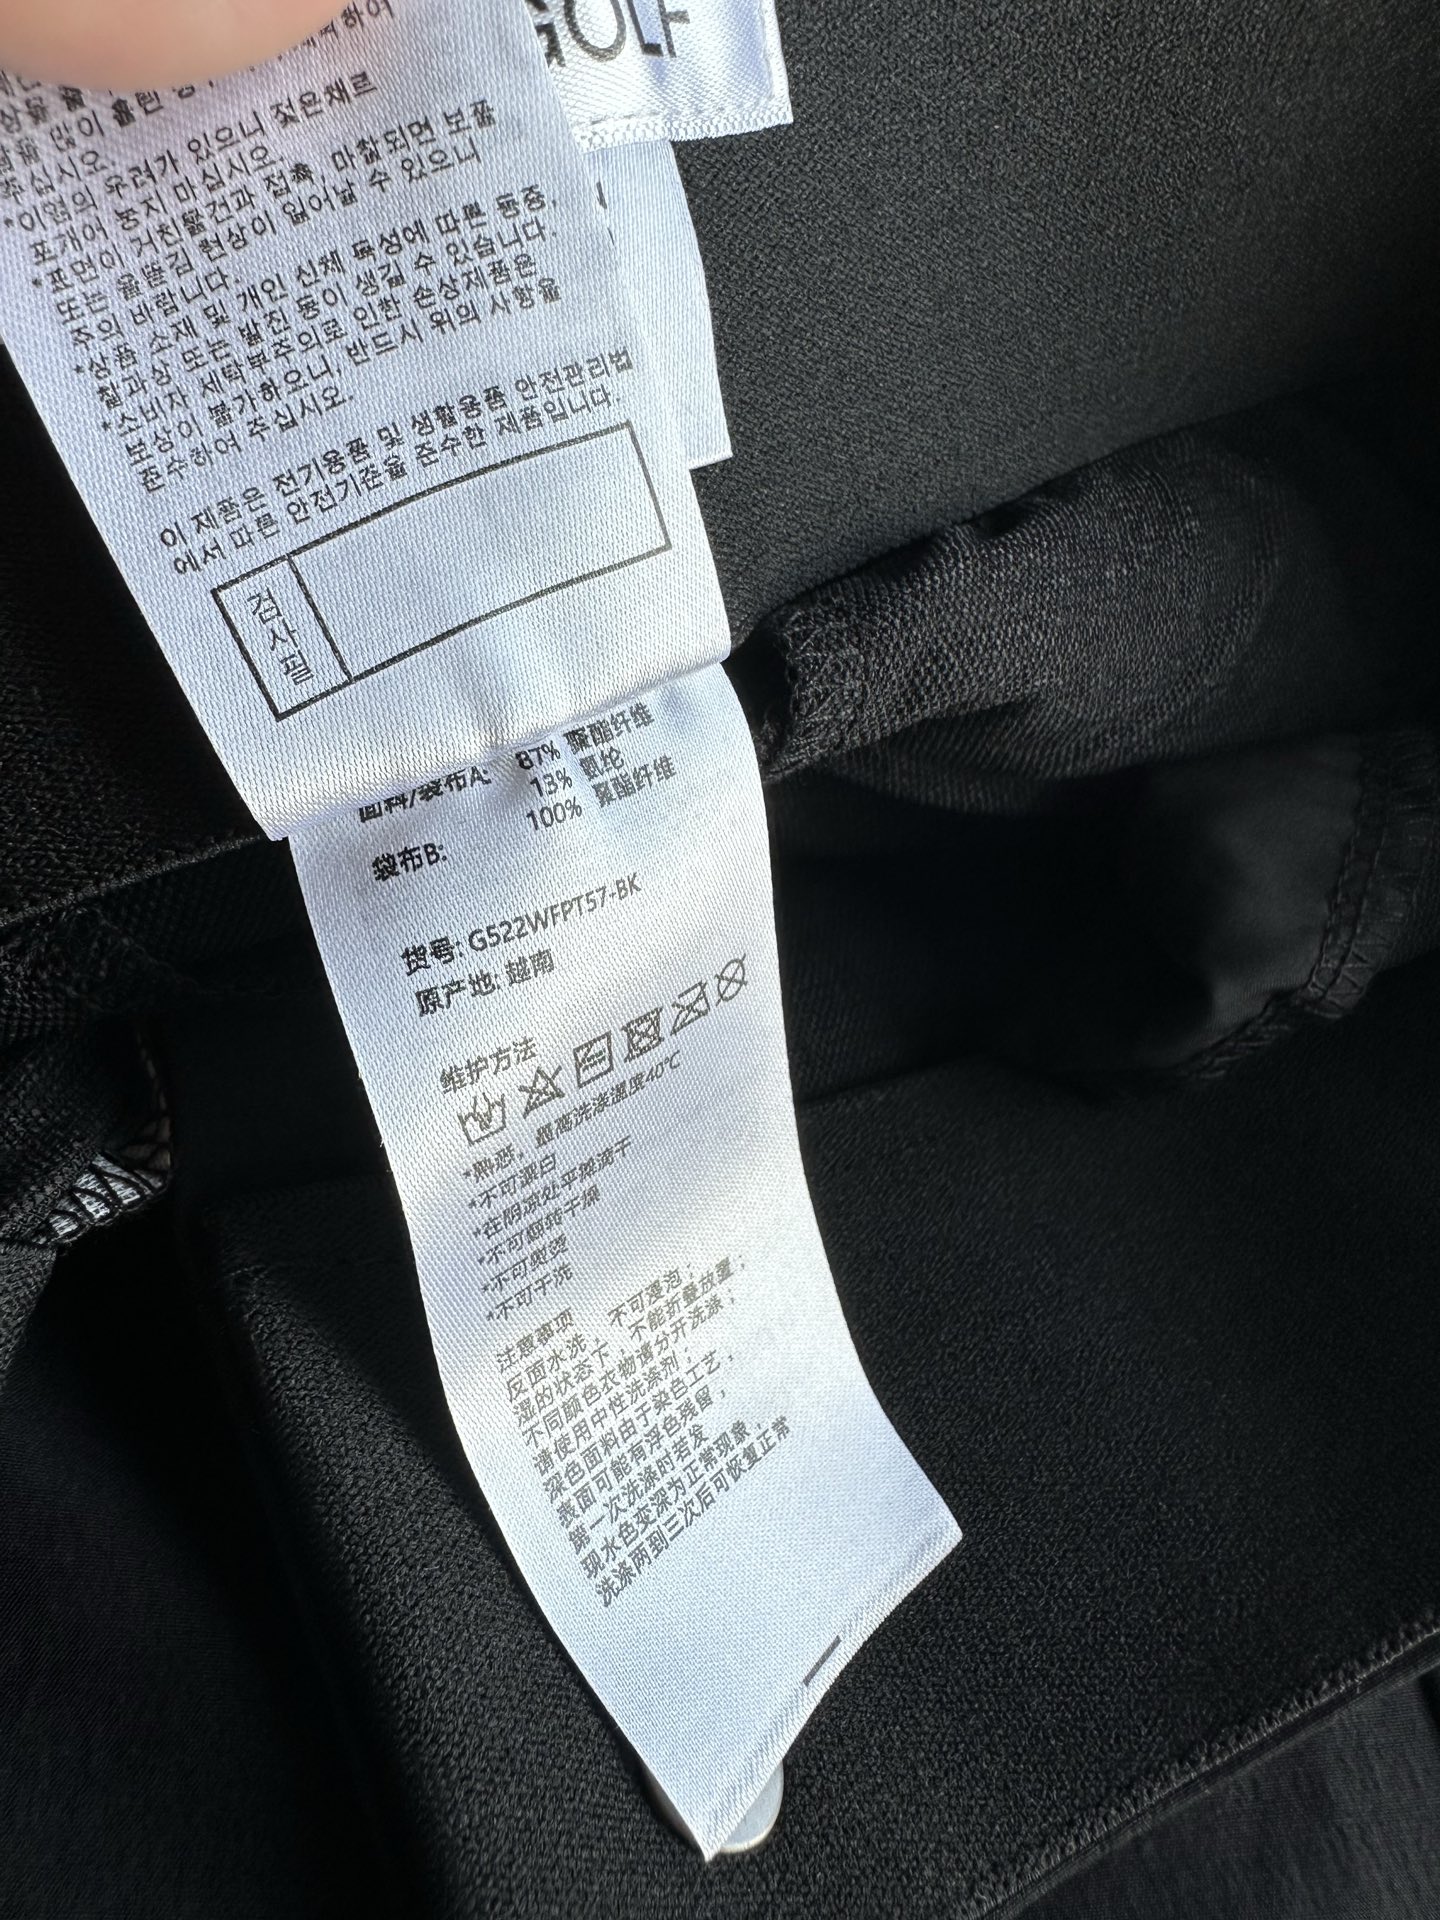 GOLF
주십시오.
*이염의 우려가 있으니 젖은채로
포개어 놓지 마십시오.
*표면이 거친물건과 접촉, 마찰되면 보풀
또는 올뜯김 현상이 일어날 수 있으니
주의 바랍니다.
*상품 소재 및 개인 신체 특성에 따른 통증,
찰과상 또는 발진 등이 생길 수 있습니다.
*소비자 세탁부주의로 인한 손상제품은
보상이 불가하오니, 반드시 위의 사항을
준수하여 주십시오.
이 제품은 전기용품 및 생활용품 안전관리법
에서 따른 안전기준을 준수한 제품입니다.
검사필
面料/袋布A: 87% 聚酯纤维
13% 氨纶
袋布B: 100% 聚酯纤维
货号: G522WFPT57-BK
原产地: 越南
维护方法
*熟悉，最高洗涤温度40℃
*不可漂白
*在阴凉处平摊滴干
*不可翻转干燥
*不可熨烫
*不可干洗
注意事项
反面水洗，不可浸泡；
湿的状态下，不能折叠放置；
不同颜色衣物请分开洗涤；
请使用中性洗涤剂；
深色面料由于染色工艺，
表面可能有浮色残留，
第一次洗涤时若发
现水色变深为正常现象，
洗涤两到三次后可恢复正常